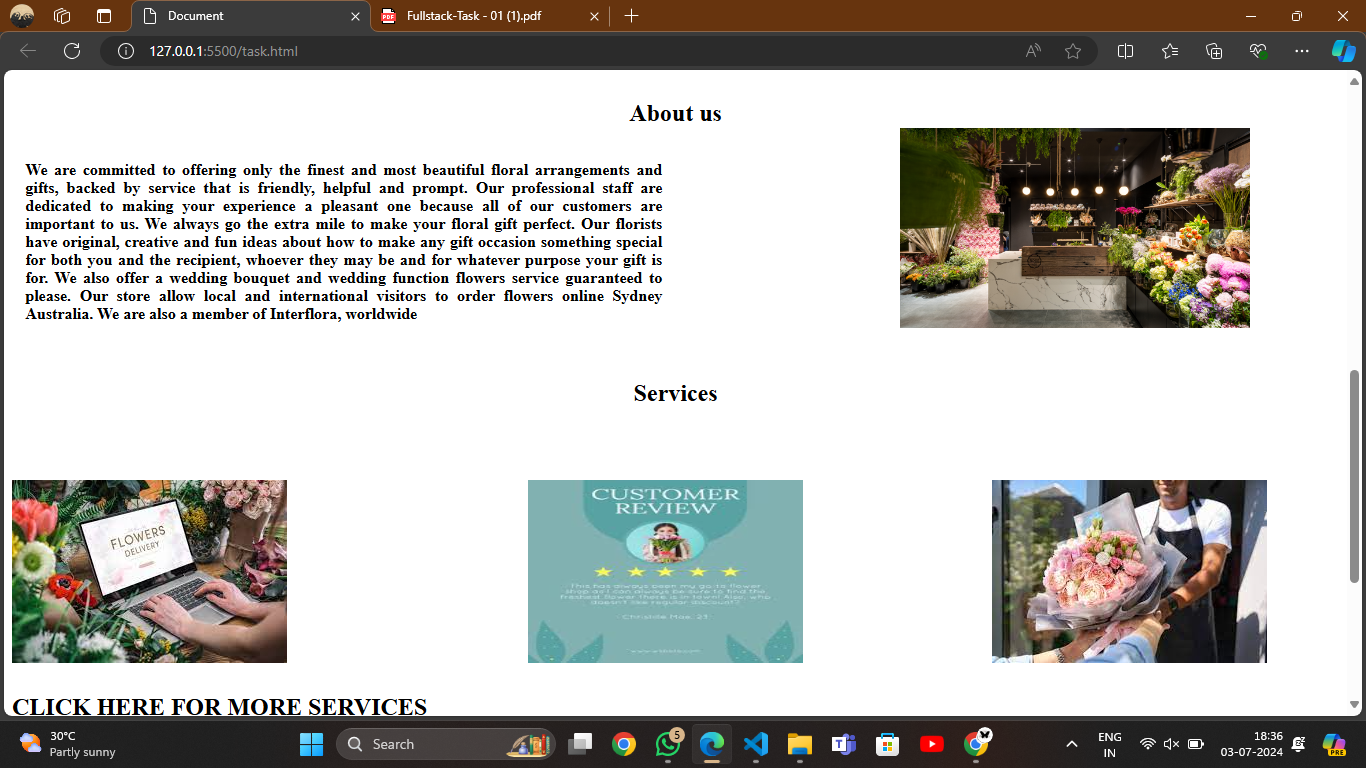 Document
Fullstack-Task - 01 (1).pdf
127.0.0.1:5500/task.html
About us
We are committed to offering only the finest and most beautiful floral arrangements and
gifts, backed by service that is friendly, helpful and prompt. Our professional staff are
dedicated to making your experience a pleasant one because all of our customers are
important to us. We always go the extra mile to make your floral gift perfect. Our florists
have original, creative and fun ideas about how to make any gift occasion something special
for both you and the recipient, whoever they may be and for whatever purpose your gift is
for. We also offer a wedding bouquet and wedding function flowers service guaranteed to
please. Our store allow local and international visitors to order flowers online Sydney
Australia. We are also a member of Interflora, worldwide
Services
FLOWERS
DELIVERY
CUSTOMER
REVIEW
This has always been my go to flower
shop as I can always be sure to find the
freshest flower there is in town! Also, who
doesn't like regular discount?
CLICK HERE FOR MORE SERVICES
30°C
Partly sunny
Search
5
ENG
IN
18:36
03-07-2024
PRE